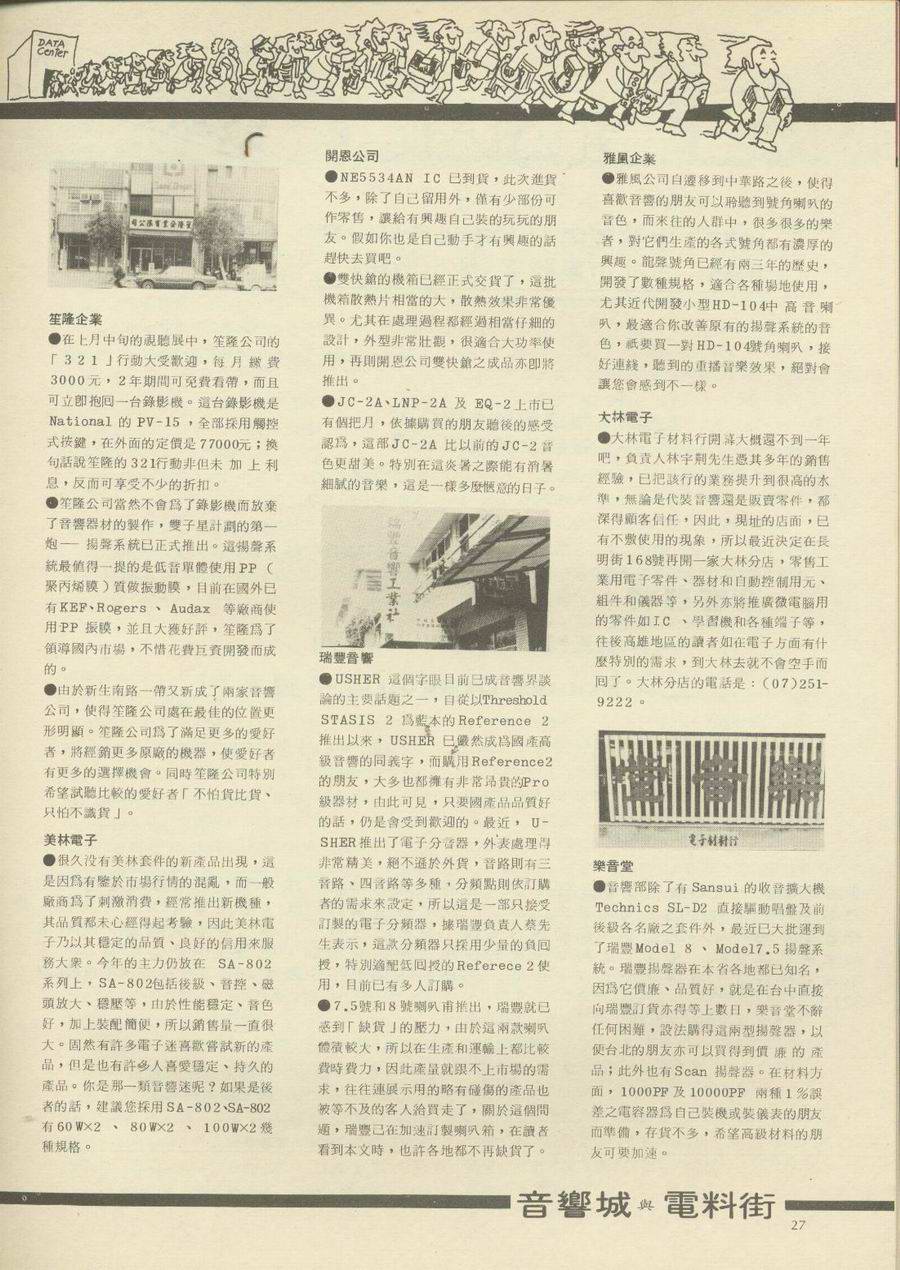 DATA
Center
笙隆企業
●在上月中旬的視聽展中，笙隆公司的
「321」行動大受歡迎，每月繳費
3000元，2年期間可免費看帶，而且
可立即抱囘一台錄影機。這台錄影機是
National 的 PV-15，全部採用觸控
式按鍵，在外面的定價是77000元；換
句話說笙隆的321行動非但未加上利
息，反而可享受不少的折扣。
●笙隆公司當然不會爲了錄影機而放棄
了音響器材的製作，雙子星計劃的第一
炮——揚聲系統已正式推出。這揚聲系
統最値得一提的是低音單體使用PP（
聚丙烯膜）質做振動膜，目前在國外已
有KEF、Rogers、Audax 等廠商使
用PP振膜，並且大獲好評，笙隆爲了
領導國內市場，不惜花費巨資開發而成
的。
●由於新生南路一帶又新成了兩家音響
公司，使得笙隆公司處在最佳的位置更
形明顯。笙隆公司爲了滿足更多的愛好
者，將經銷更多原廠的機器，使愛好者
有更多的選擇機會。同時笙隆公司特別
希望試聽比較的愛好者「不怕貨比貨、
只怕不識貨」。
美林電子
●很久沒有美林套件的新產品出現，這
是因爲有鑒於市場行情的混亂，而一般
廠商爲了刺激消費，經常推出新機種，
其品質都未心經得起考驗，因此美林電
子乃以其穩定的品質、良好的信用來服
務大衆。今年的主力仍放在 SA-802
系列上，SA-802包括後級、音控、磁
頭放大、穩壓等，由於性能穩定、音色
好，加上裝配簡便，所以銷售量一直很
大。固然有許多電子迷喜歡嘗試新的產
品，但是也有許多人喜愛穩定、持久的
產品。你是那一類音響迷呢？如果是後
者的話，建議您採用SA-802、SA-802
有60W×2、80W×2、100W×2幾
種規格。
開恩公司
●NE5534AN IC 已到貨，此次進貨
不多，除了自己留用外，僅有少部份可
作零售，讓給有興趣自己裝的玩玩的朋
友。假如你也是自己動手才有興趣的話
趕快去買吧。
●雙快鎗的機箱已經正式交貨了，這批
機箱散熱片相當的大，散熱效果非常優
異。尤其在處理過程都經過相當仔細的
設計，外型非常壯觀，很適合大功率使
用，再則開恩公司雙快鎗之成品亦卽將
推出。
●JC-2A、LNP-2A 及 EQ-2上市已
有個把月，依據購買的朋友聽後的感受
認爲，這部JC-2A 比以前的JC-2音
色更甜美。特別在這炎暑之際能有消暑
細膩的音樂，這是一樣多麼愜意的日子。
瑞豐音響工業社
瑞豐音響
●USHER 這個字眼目前已成音響界談
論的主要話題之一，自從以Threshold
STASIS 2 爲藍本的Reference 2
推出以來，USHER 已儼然成爲國產高
級音響的同義字，而購用Reference2
的朋友，大多也都擁有非常昂貴的Pro
級器材，由此可見，只要國產品品質好
的話，仍是會受到歡迎的。最近，U-
SHER推出了電子分音器，外表處理得
非常精美，絕不遜於外貨，音路則有三
音路、四音路等多種，分頻點則依訂購
者的需求來設定，所以這是一部只接受
訂製的電子分頻器，據瑞豐負責人蔡先
生表示，這款分頻器只採用少量的負囘
授，特別適配低囘授的Referece 2使
用，目前已有多人訂購。
●7.5號和8號喇叭甫推出，瑞豐就已
感到「缺貨」的壓力，由於這兩款喇叭
體積較大，所以在生產和運輸上都比較
費時費力，因此產量就跟不上市場的需
求，往往連展示用的略有碰傷的產品也
被等不及的客人給買走了，關於這個問
題，瑞豐已在加速訂製喇叭箱，在讀者
看到本文時，也許各地都不再缺貨了。
雅風企業
●雅風公司自遷移到中華路之後，使得
喜歡音響的朋友可以聆聽到號角喇叭的
音色，而來往的人群中，很多很多的樂
者，對它們生產的各式號角都有濃厚的
興趣。龍聲號角已經有兩三年的歷史，
開發了數種規格，適合各種場地使用，
尤其近代開發小型HD-104中高音喇
叭，最適合你改善原有的揚聲系統的音
色，祇要買一對HD-104號角喇叭，接
好連綫，聽到的重播音樂效果，絕對會
讓您會感到不一樣。
大林電子
●大林電子材料行開幕大概還不到一年
吧，負責人林宇荊先生憑其多年的銷售
經驗，已把該行的業務提升到很高的水
準，無論是代裝音響還是販賣零件，都
深得顧客信任，因此，現址的店面，已
有不敷使用的現象，所以最近決定在長
明街168號再開一家大林分店，零售工
業用電子零件、器材和自動控制用元、
組件和儀器等，另外亦將推廣微電腦用
的零件如IC、學習機和各種端子等，
往後高雄地區的讀者如在電子方面有什
麼特別的需求，到大林去就不會空手而
囘了。大林分店的電話是：(07)251-
9222。
堂音樂
電子材料行
樂音堂
●音響部除了有Sansui 的收音擴大機
Technics SL-D2 直接驅動唱盤及前
後級各名廠之套件外，最近已大批運到
了瑞豐Model 8、Model7.5揚聲系
統。瑞豐揚聲器在本省各地都已知名，
因爲它價廉、品質好，就是在台中直接
向瑞豐訂貨亦得等上數日，樂音堂不辭
任何困難，設法購得這兩型揚聲器，以
便台北的朋友亦可以買得到價廉的產
品；此外也有Scan 揚聲器。在材料方
面，1000PF及10000PF 兩種1％誤
差之電容器爲自己裝機或裝儀表的朋友
而準備，存貨不多，希望高級材料的朋
友可要加速。
音響城與電料街
27